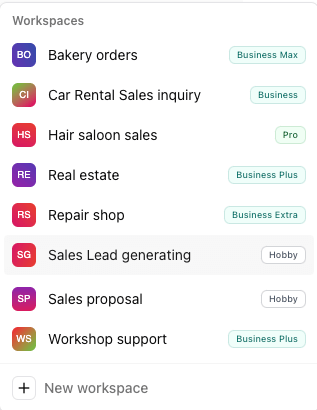 Workspaces
BO Bakery orders Business Max
CI Car Rental Sales inquiry Business
HS Hair saloon sales Pro
RE Real estate Business Plus
RS Repair shop Business Extra
SG Sales Lead generating Hobby
SP Sales proposal Hobby
WS Workshop support Business Plus
+ New workspace